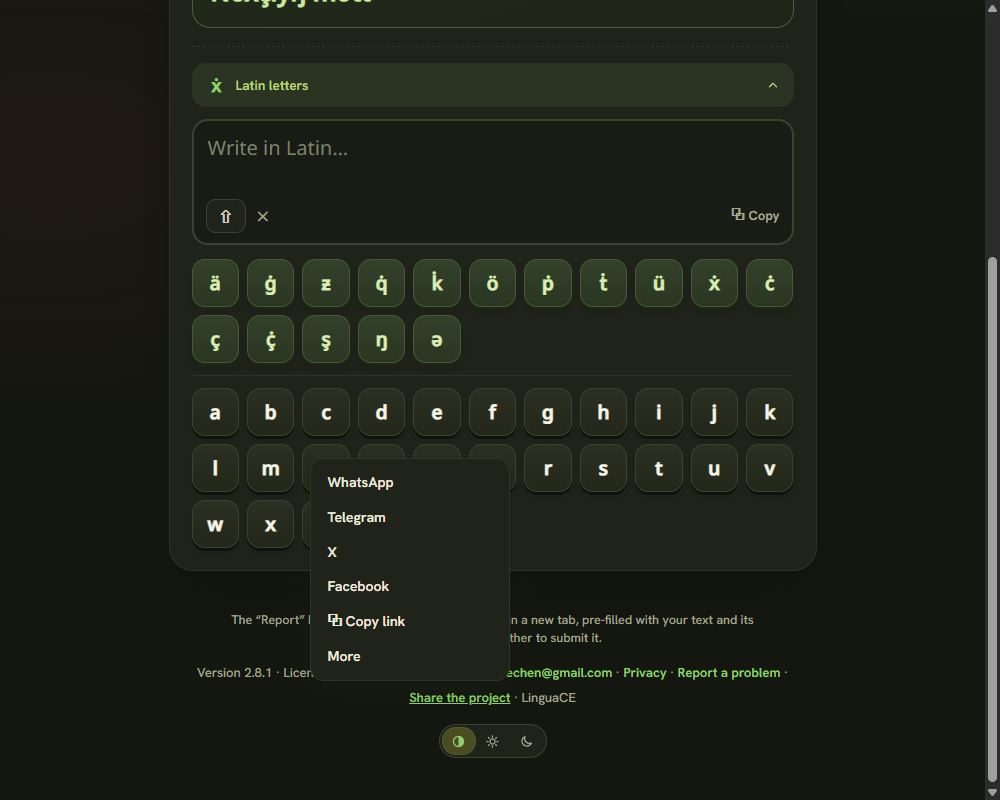 ẋ Latin letters
Write in Latin...
⇧ × Copy
ä ġ ƶ q̇ k̇ ö ṗ ṫ ü ẋ ċ
ç ç̇ ş ŋ ə
a b c d e f g h i j k
l m r s t u v
w x
WhatsApp
Telegram
X
Facebook
Copy link
More
The “Report” in a new tab, pre-filled with your text and its
to submit it.
Version 2.8.1 · echen@gmail.com · Privacy · Report a problem ·
Share the project · LinguaCE